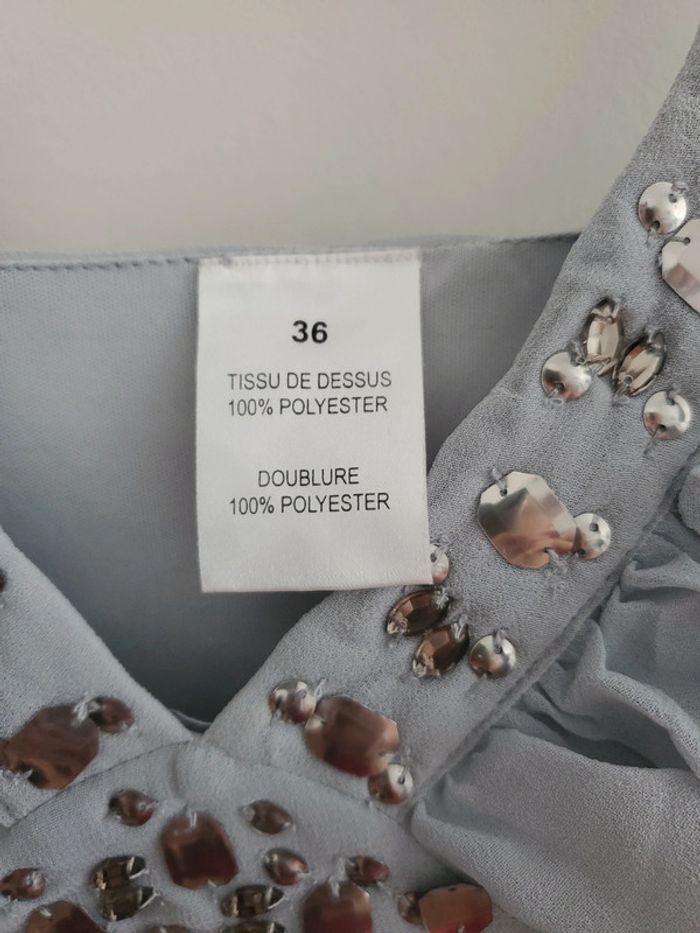 36
TISSU DE DESSUS
100% POLYESTER
DOUBLURE
100% POLYESTER